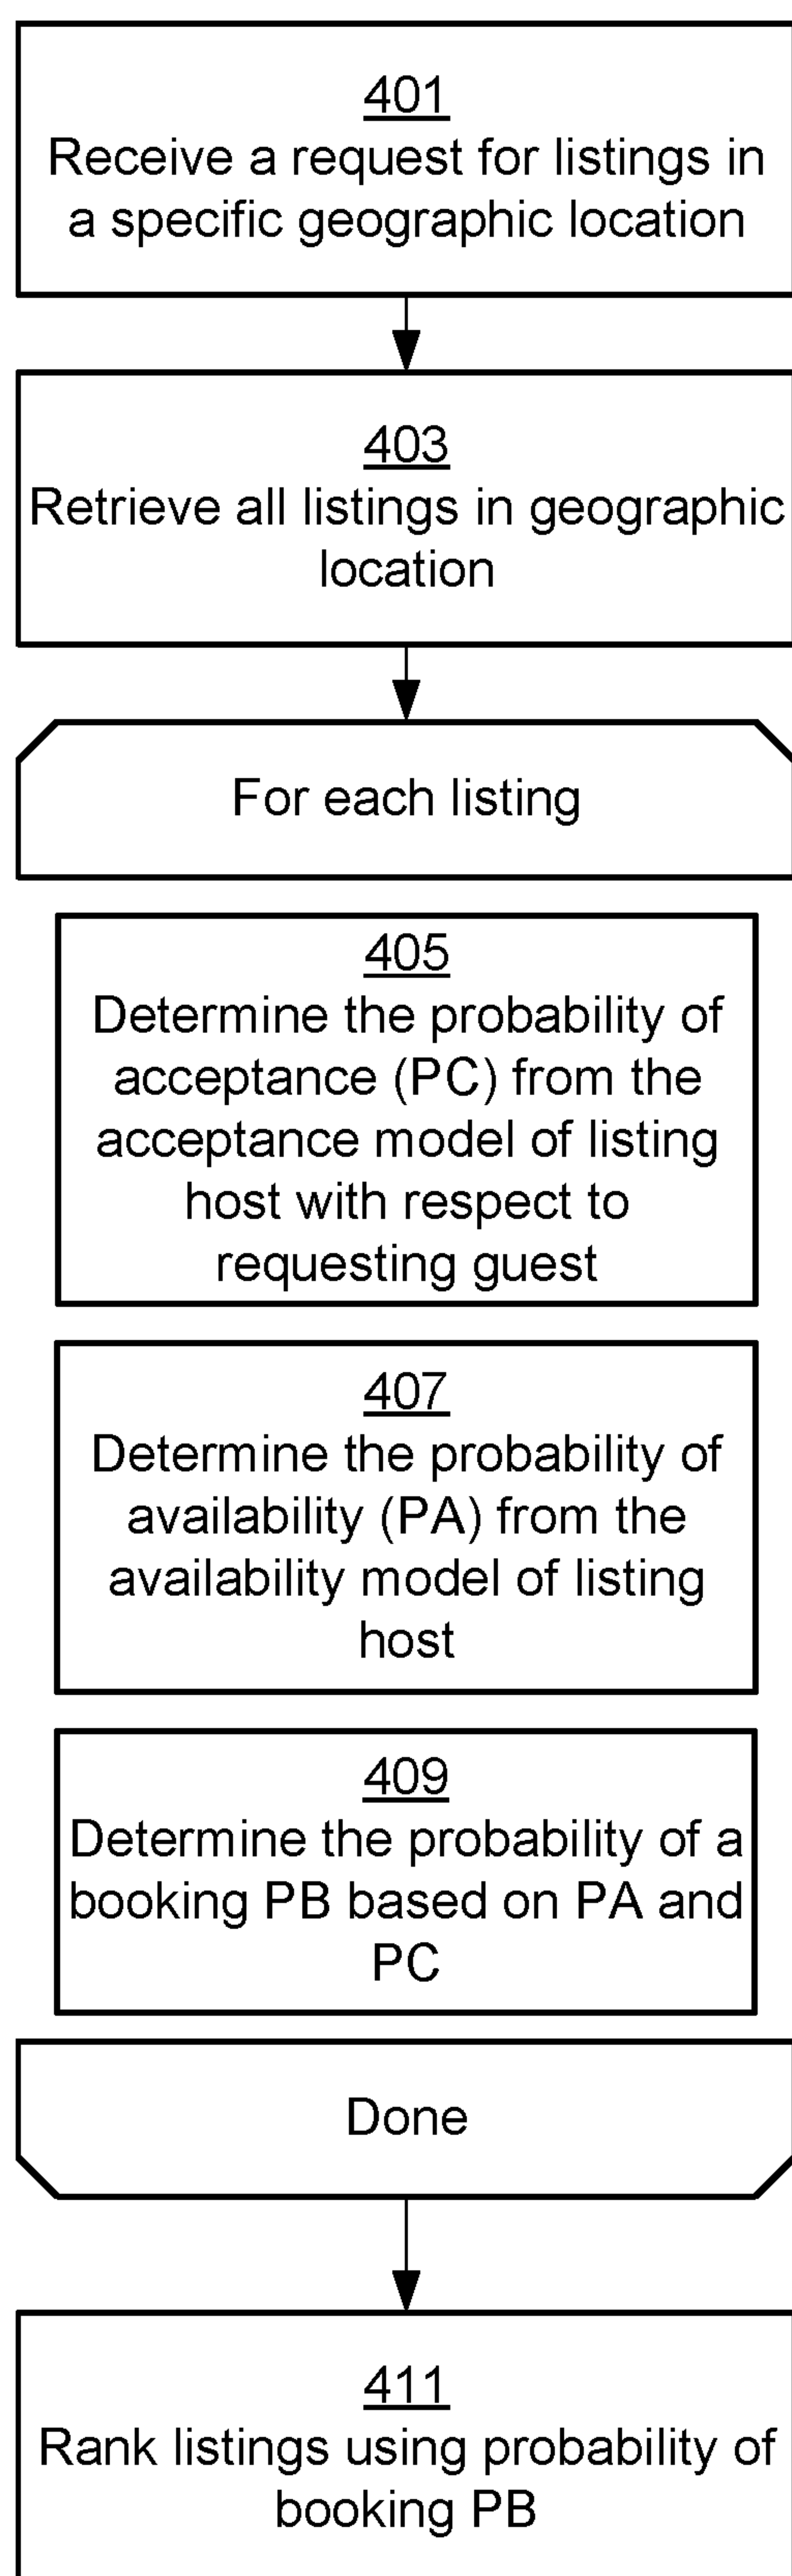 401
Receive a request for listings in
a specific geographic location
403
Retrieve all listings in geographic
location
For each listing
405
Determine the probability of
acceptance (PC) from the
acceptance model of listing
host with respect to
requesting guest
407
Determine the probability of
availability (PA) from the
availability model of listing
host
409
Determine the probability of a
booking PB based on PA and
PC
Done
411
Rank listings using probability of
booking PB